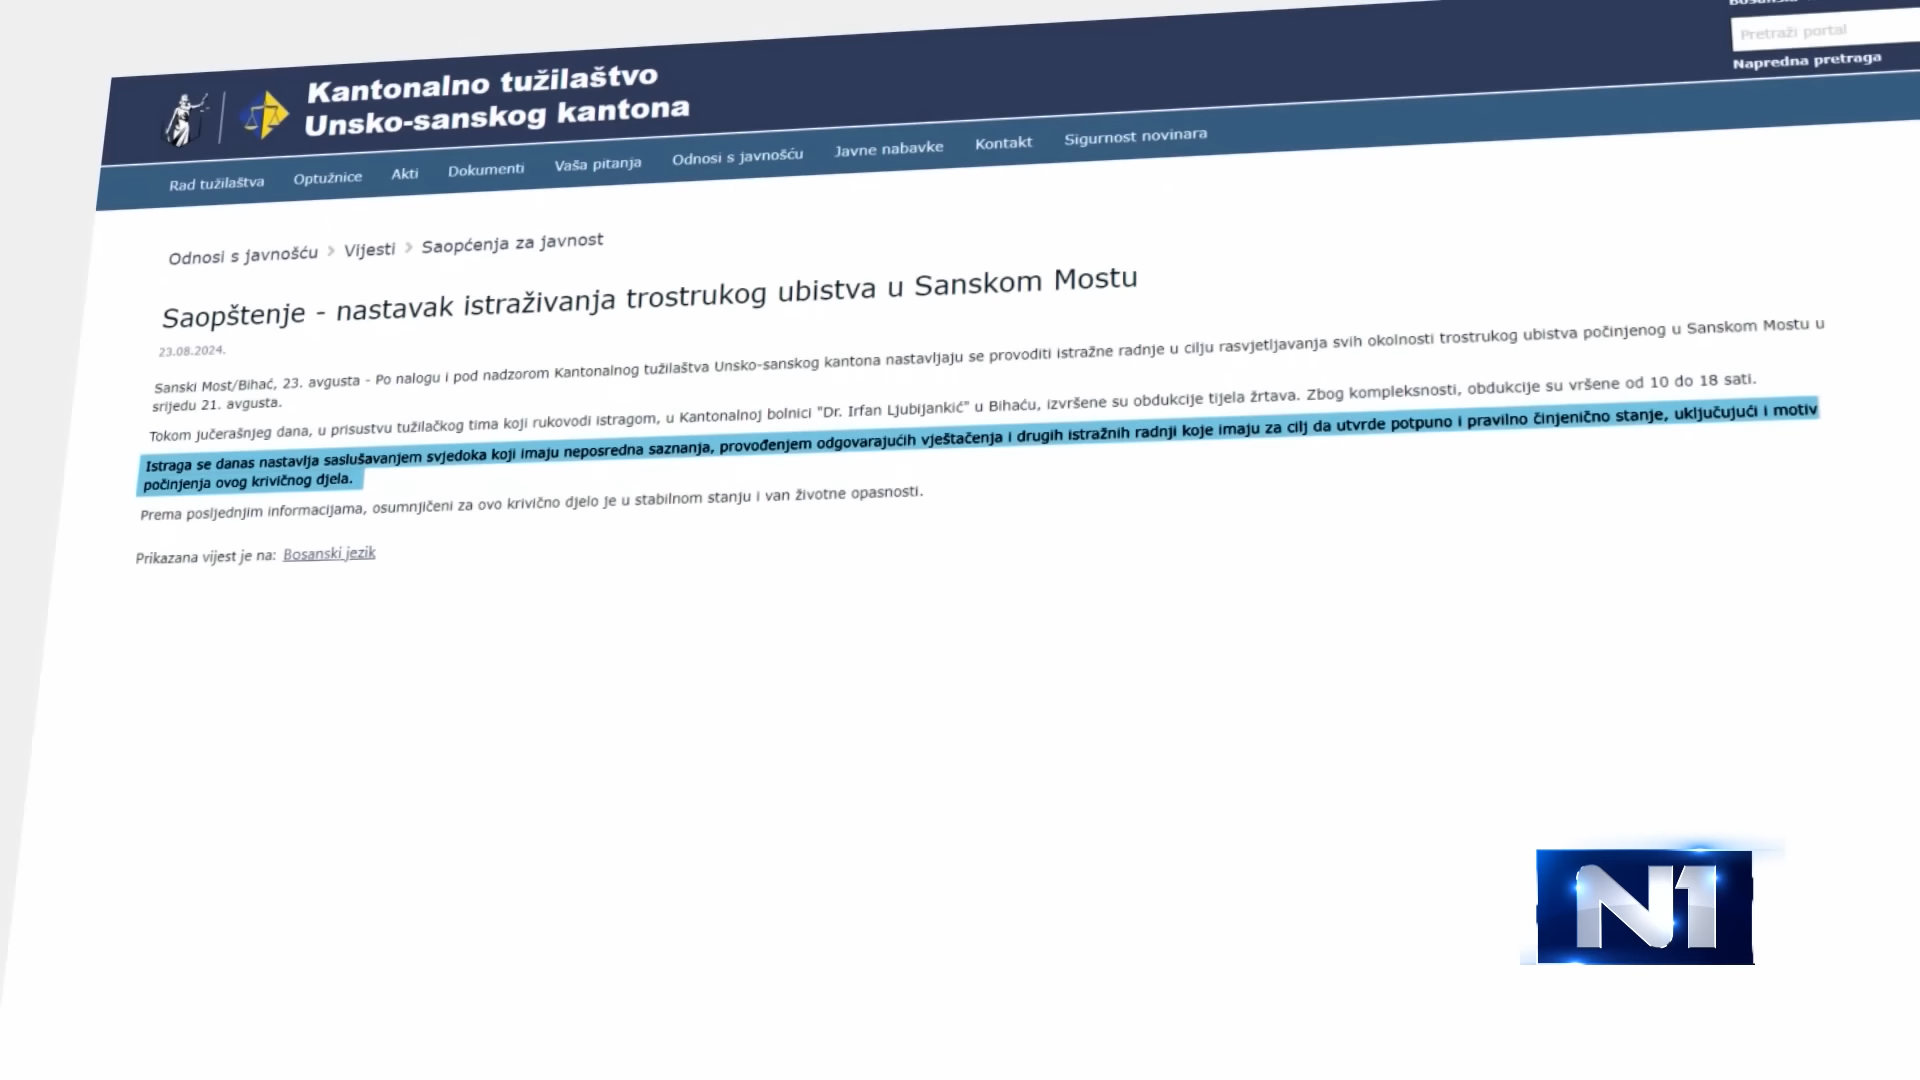 Kantonalno tužilaštvo
Unsko-sanskog kantona
Pretraži portal
Napredna pretraga
Rad tužilaštva Optužnice Akti Dokumenti Vaša pitanja Odnosi s javnošću Javne nabavke Kontakt Sigurnost novinara
Odnosi s javnošću > Vijesti > Saopćenja za javnost
Saopštenje - nastavak istraživanja trostrukog ubistva u Sanskom Mostu
23.08.2024.
Sanski Most/Bihać, 23. avgusta - Po nalogu i pod nadzorom Kantonalnog tužilaštva Unsko-sanskog kantona nastavljaju se provoditi istražne radnje u cilju rasvjetljavanja svih okolnosti trostrukog ubistva počinjenog u Sanskom Mostu u
srijedu 21. avgusta.
Tokom jučerašnjeg dana, u prisustvu tužilačkog tima koji rukovodi istragom, u Kantonalnoj bolnici "Dr. Irfan Ljubijankić" u Bihaću, izvršene su obdukcije tijela žrtava. Zbog kompleksnosti, obdukcije su vršene od 10 do 18 sati.
Istraga se danas nastavlja saslušavanjem svjedoka koji imaju neposredna saznanja, provođenjem odgovarajućih vještačenja i drugih istražnih radnji koje imaju za cilj da utvrde potpuno i pravilno činjenično stanje, uključujući i motiv
počinjenja ovog krivičnog djela.
Prema posljednjim informacijama, osumnjičeni za ovo krivično djelo je u stabilnom stanju i van životne opasnosti.
Prikazana vijest je na: Bosanski jezik
N1